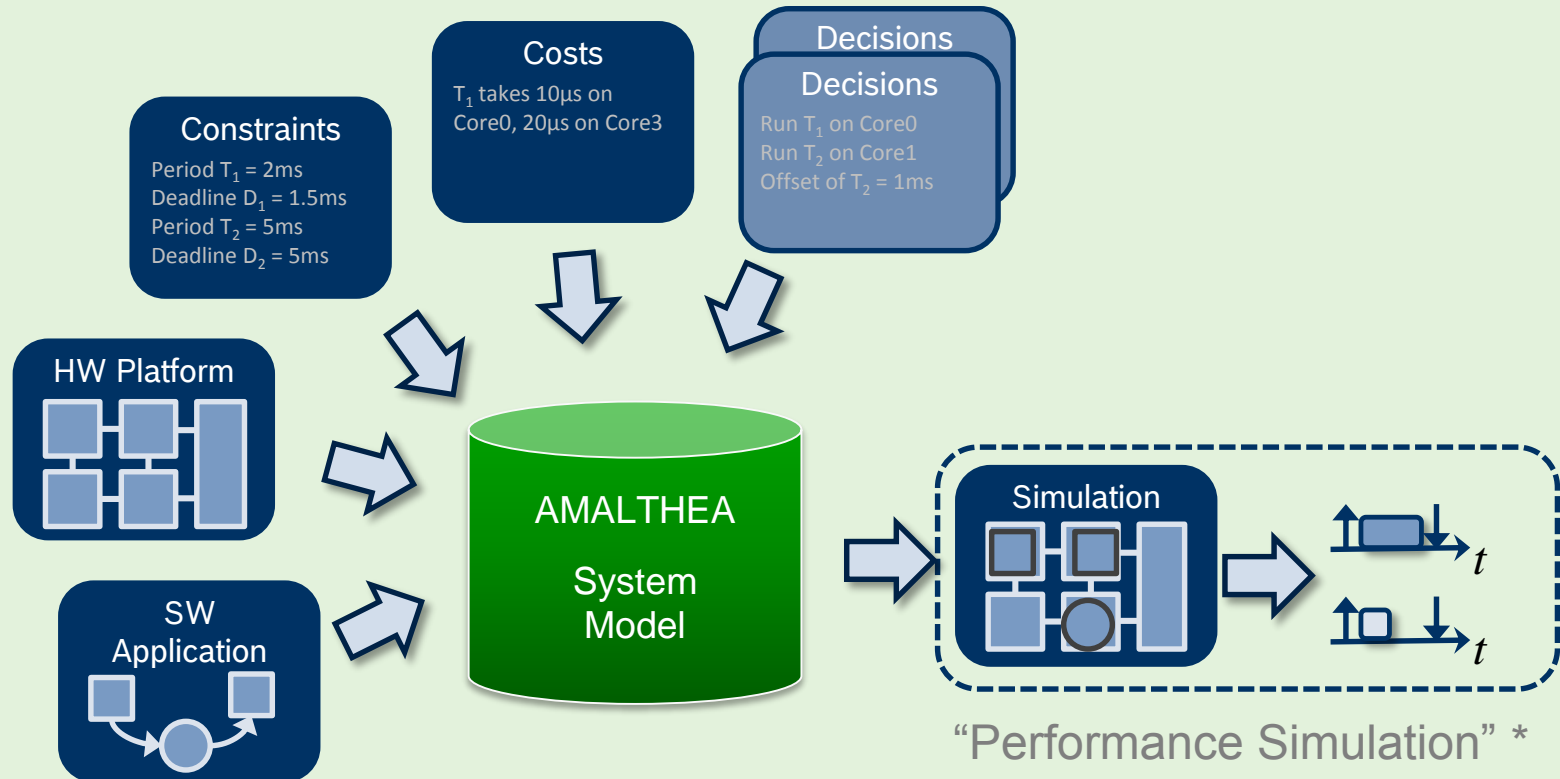 Constraints
Period T₁ = 2ms
Deadline D₁ = 1.5ms
Period T₂ = 5ms
Deadline D₂ = 5ms
Costs
T₁ takes 10µs on
Core0, 20µs on Core3
Decisions
Decisions
Run T₁ on Core0
Run T₂ on Core1
Offset of T₂ = 1ms
HW Platform
SW
Application
AMALTHEA
System
Model
Simulation
t
t
“Performance Simulation” *